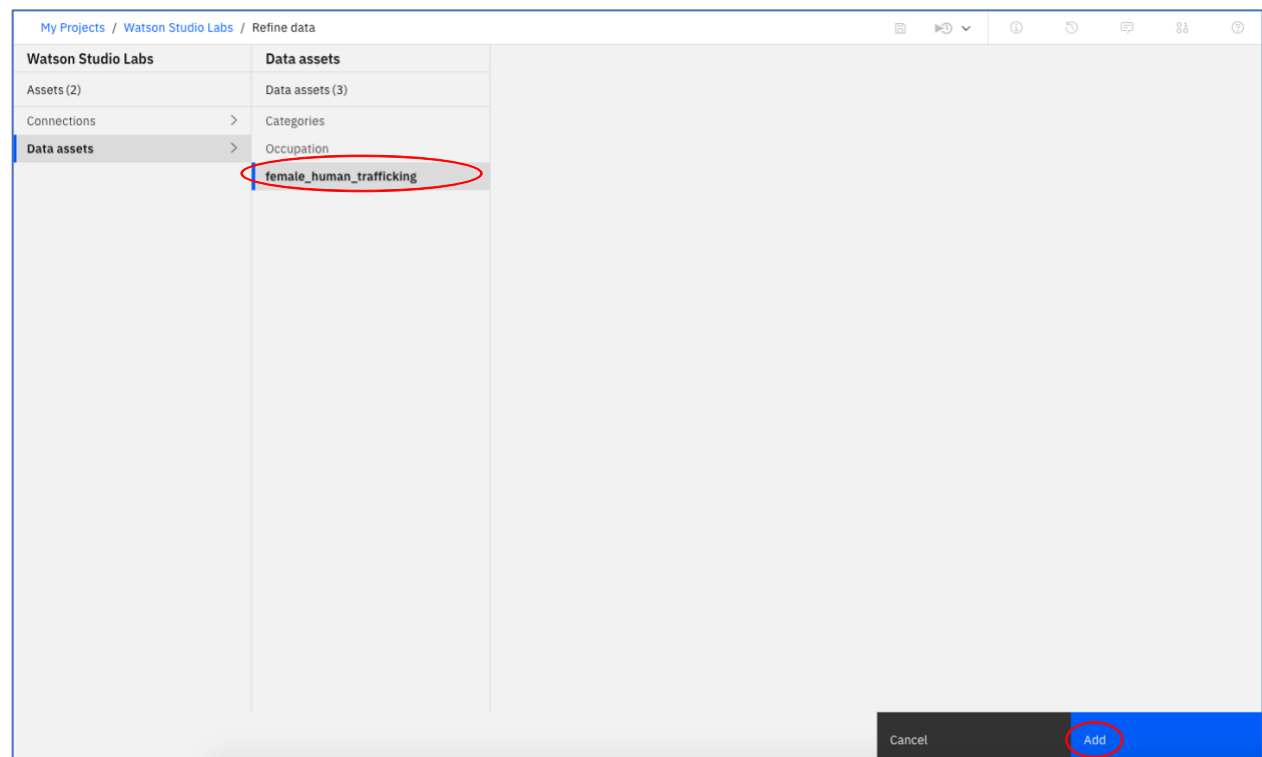 My Projects / Watson Studio Labs / Refine data
Watson Studio Labs
Assets (2)
Connections
Data assets
Data assets
Data assets (3)
Categories
Occupation
female_human_trafficking
Cancel
Add